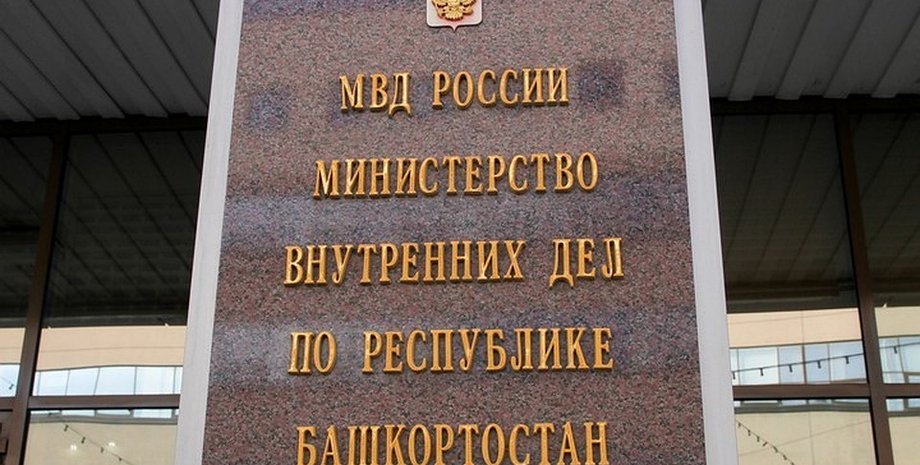 МВД РОССИИ
МИНИСТЕРСТВО
ВНУТРЕННИХ ДЕЛ
ПО РЕСПУБЛИКЕ
БАШКОРТОСТАН